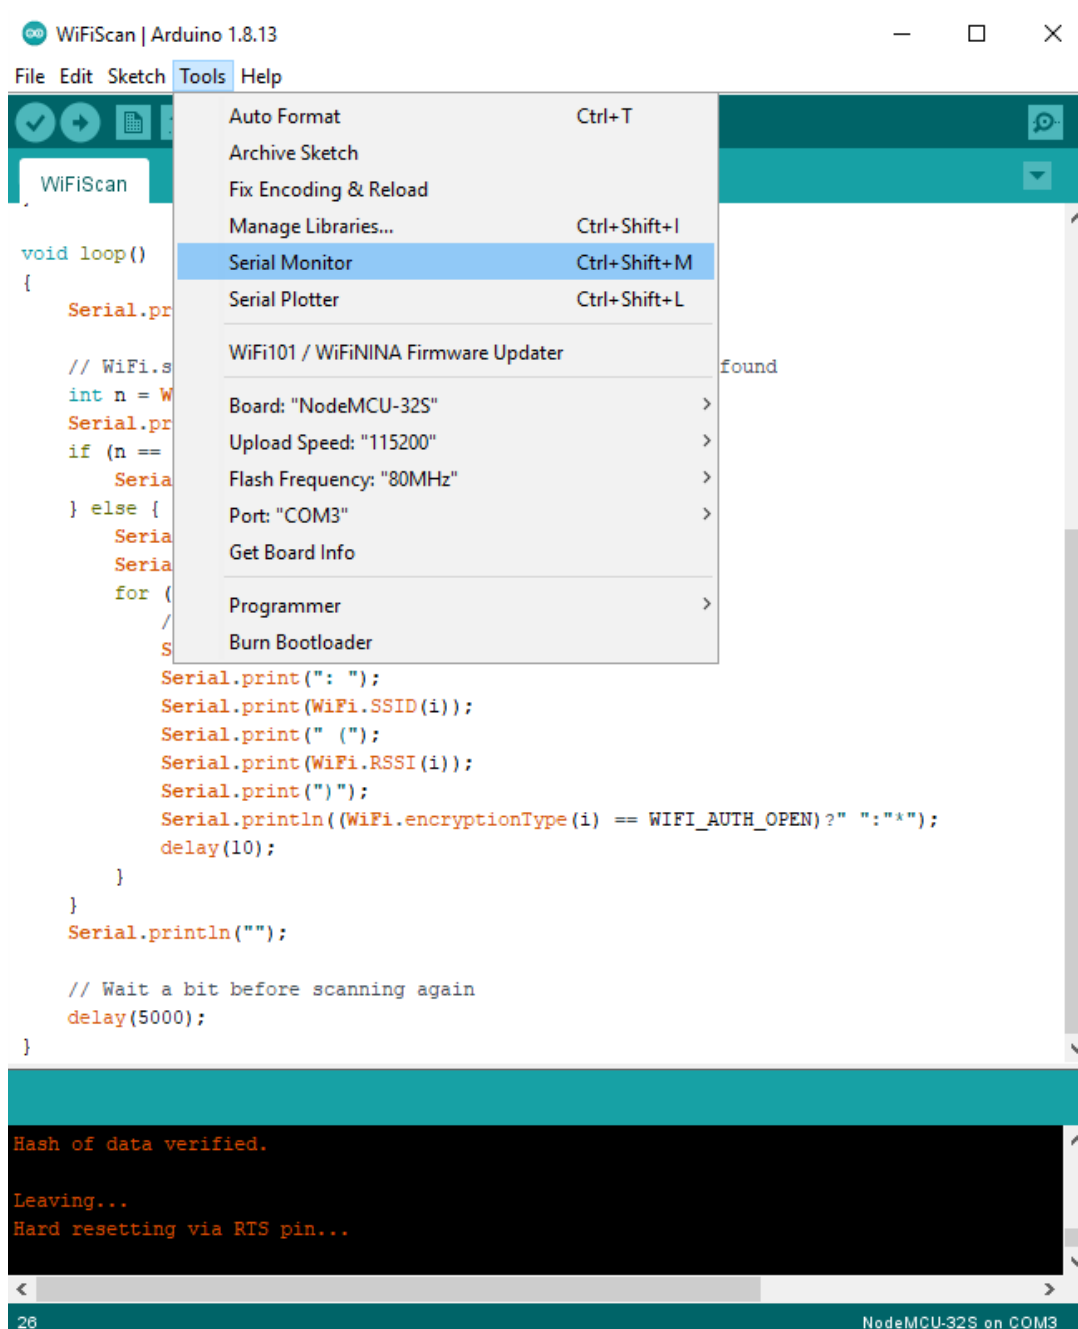 WiFiScan | Arduino 1.8.13
File Edit Sketch Tools Help
Auto Format Ctrl+T
Archive Sketch
Fix Encoding & Reload
Manage Libraries... Ctrl+Shift+I
Serial Monitor Ctrl+Shift+M
Serial Plotter Ctrl+Shift+L
WiFi101 / WiFiNINA Firmware Updater
Board: "NodeMCU-32S"
Upload Speed: "115200"
Flash Frequency: "80MHz"
Port: "COM3"
Get Board Info
Programmer
Burn Bootloader
WiFiScan
void loop()
{
Serial.pr
// WiFi.s found
int n = W
Serial.pr
if (n ==
Seria
} else {
Seria
Seria
for (
/
S
Serial.print(": ");
Serial.print(WiFi.SSID(i));
Serial.print(" (");
Serial.print(WiFi.RSSI(i));
Serial.print(")");
Serial.println((WiFi.encryptionType(i) == WIFI_AUTH_OPEN)?" ":"*");
delay(10);
}
}
Serial.println("");
// Wait a bit before scanning again
delay(5000);
}
Hash of data verified.
Leaving...
Hard resetting via RTS pin...
26 NodeMCU-32S on COM3